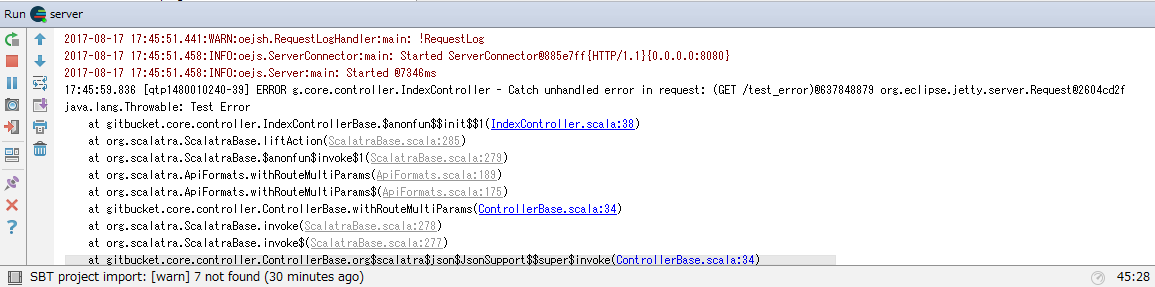 Run server
2017-08-17 17:45:51.441:WARN:oejsh.RequestLogHandler:main: !RequestLog
2017-08-17 17:45:51.458:INFO:oejs.ServerConnector:main: Started ServerConnector@885e7ff{HTTP/1.1}{0.0.0.0:8080}
2017-08-17 17:45:51.458:INFO:oejs.Server:main: Started @7346ms
17:45:59.836 [qtp1480010240-39] ERROR g.core.controller.IndexController - Catch unhandled error in request: (GET /test_error)@637848879 org.eclipse.jetty.server.Request@2604cd2f
java.lang.Throwable: Test Error
at gitbucket.core.controller.IndexControllerBase.$anonfun$$init$$1(IndexController.scala:38)
at org.scalatra.ScalatraBase.liftAction(ScalatraBase.scala:285)
at org.scalatra.ScalatraBase.$anonfun$invoke$1(ScalatraBase.scala:279)
at org.scalatra.ApiFormats.withRouteMultiParams(ApiFormats.scala:189)
at org.scalatra.ApiFormats.withRouteMultiParams$(ApiFormats.scala:175)
at gitbucket.core.controller.ControllerBase.withRouteMultiParams(ControllerBase.scala:34)
at org.scalatra.ScalatraBase.invoke(ScalatraBase.scala:278)
at org.scalatra.ScalatraBase.invoke$(ScalatraBase.scala:277)
at gitbucket.core.controller.ControllerBase.org$scalatra$json$JsonSupport$$super$invoke(ControllerBase.scala:34)
SBT project import: [warn] 7 not found (30 minutes ago) 45:28